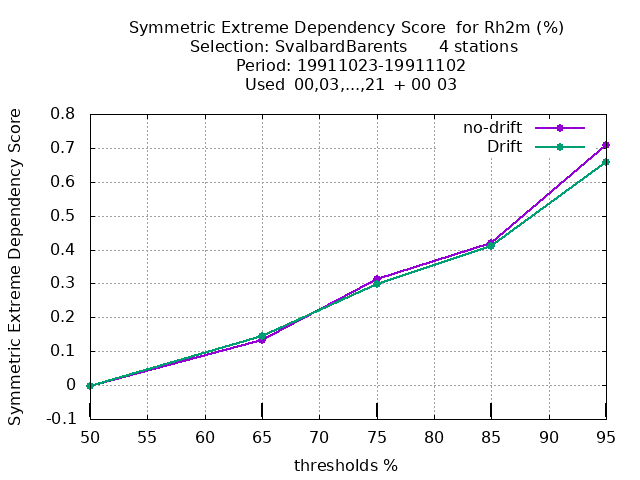 Symmetric Extreme Dependency Score  for Rh2m (%)
Selection: SvalbardBarents      4 stations
Period: 19911023-19911102
Used  00,03,...,21  + 00 03
Symmetric Extreme Dependency Score
0.8
0.7
0.6
0.5
0.4
0.3
0.2
0.1
0
-0.1
no-drift
Drift
50 55 60 65 70 75 80 85 90 95
thresholds %